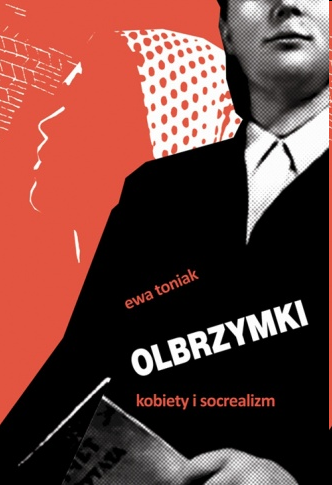 ewa toniak
OLBRZYMKI
kobiety i socrealizm